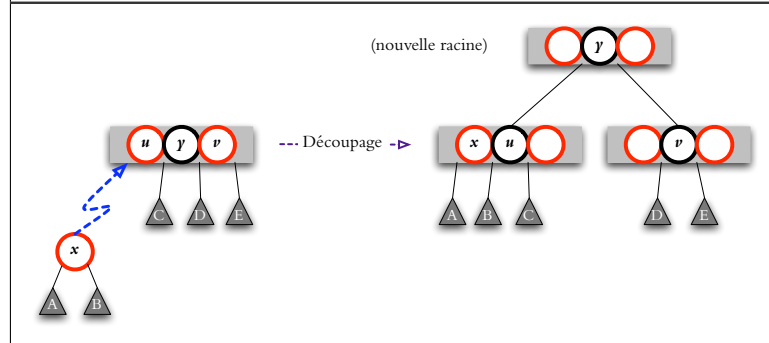 (nouvelle racine) y
u y v
Découpage
x u
v
C D E
A B C
D E
x
A B